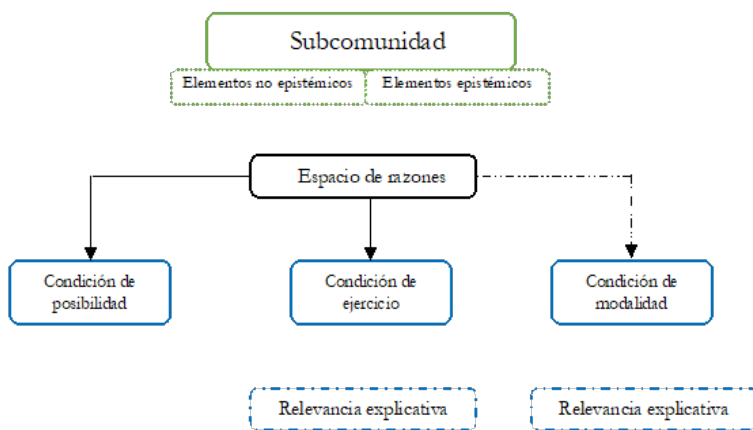 Subcomunidad
Elementos no epistémicos
Elementos epistémicos
Espacio de razones
Condición de
posibilidad
Condición de
ejercicio
Condición de
modalidad
Relevancia explicativa
Relevancia explicativa